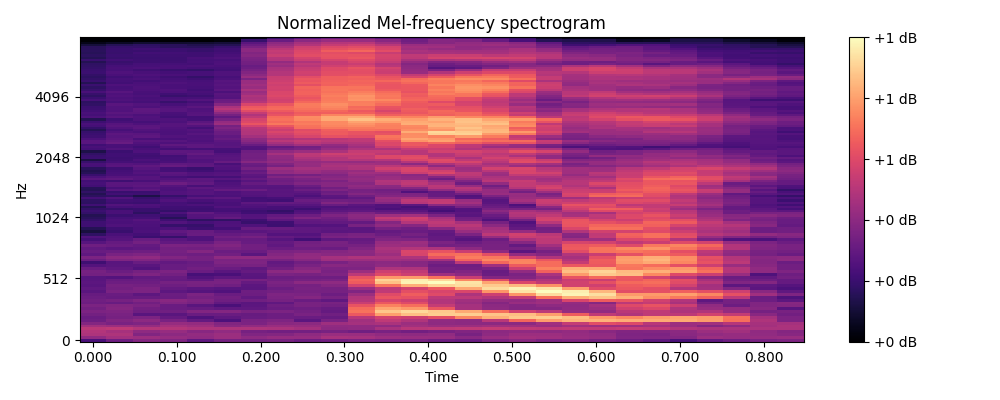 Normalized Mel-frequency spectrogram
Hz
4096
2048
1024
512
0
0.000 0.100 0.200 0.300 0.400 0.500 0.600 0.700 0.800
Time
+1 dB
+1 dB
+1 dB
+0 dB
+0 dB
+0 dB